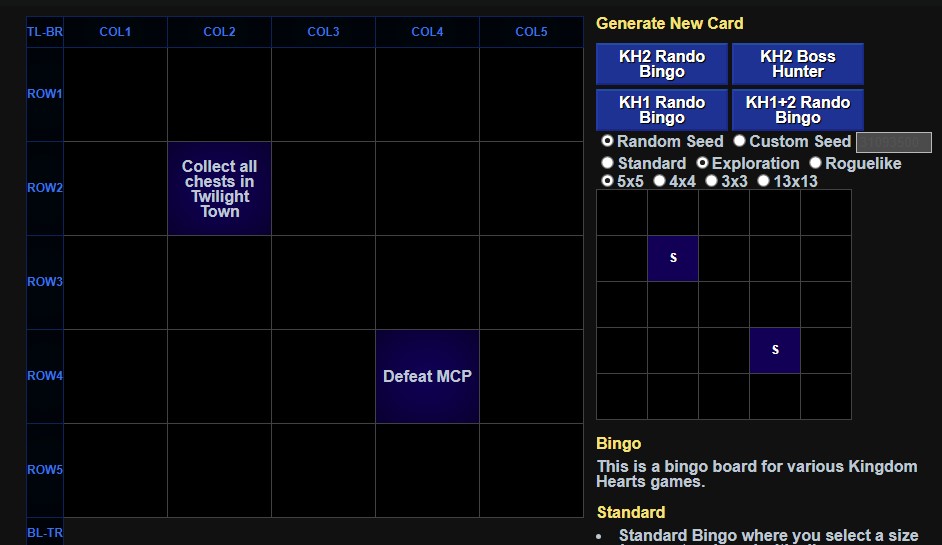 TL-BR COL1 COL2 COL3 COL4 COL5
ROW1
ROW2
Collect all
chests in
Twilight
Town
ROW3
ROW4
Defeat MCP
ROW5
BL-TR
Generate New Card
KH2 Rando
Bingo
KH2 Boss
Hunter
KH1 Rando
Bingo
KH1+2 Rando
Bingo
Random Seed Custom Seed
Standard Exploration Roguelike
5x5 4x4 3x3 13x13
S
S
Bingo
This is a bingo board for various Kingdom
Hearts games.
Standard
• Standard Bingo where you select a size